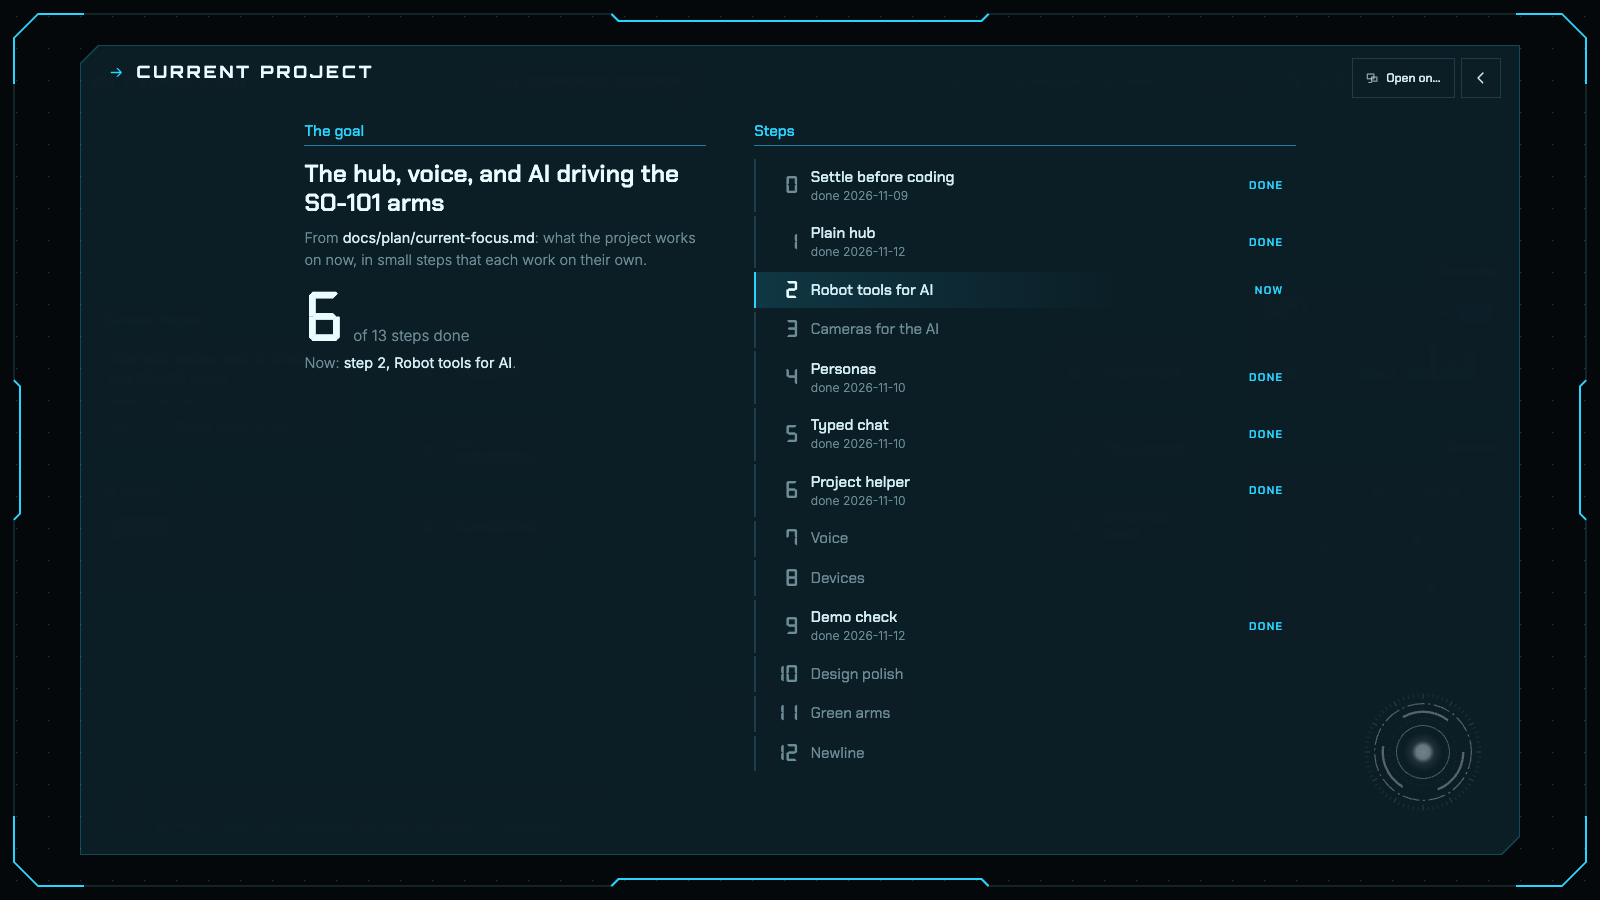 → CURRENT PROJECT
Open on...
The goal
The hub, voice, and AI driving the
SO-101 arms
From docs/plan/current-focus.md: what the project works
on now, in small steps that each work on their own.
6 of 13 steps done
Now: step 2, Robot tools for AI.
Steps
0 Settle before coding DONE
done 2026-11-09
1 Plain hub DONE
done 2026-11-12
2 Robot tools for AI NOW
3 Cameras for the AI
4 Personas DONE
done 2026-11-10
5 Typed chat DONE
done 2026-11-10
6 Project helper DONE
done 2026-11-10
7 Voice
8 Devices
9 Demo check DONE
done 2026-11-12
10 Design polish
11 Green arms
12 Newline